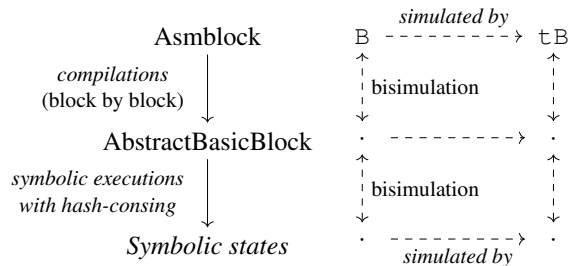 simulated by
Asmblock B tB
compilations
(block by block)
bisimulation
AbstractBasicBlock · ·
symbolic executions
with hash-consing
bisimulation
Symbolic states · ·
simulated by